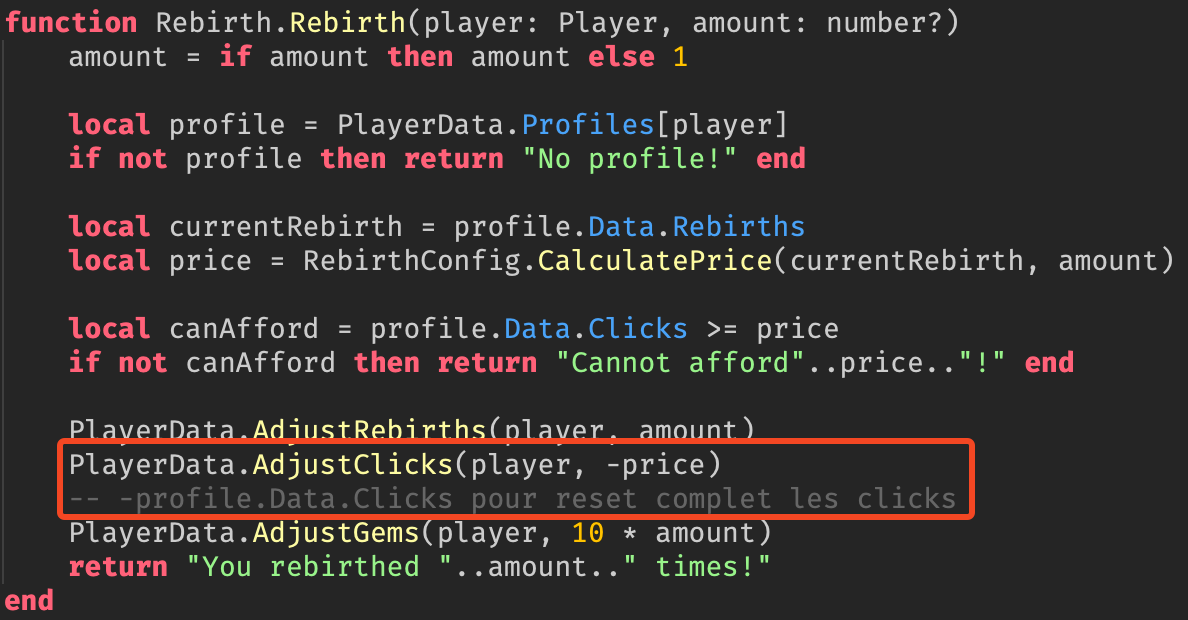 function Rebirth.Rebirth(player: Player, amount: number?)
amount = if amount then amount else 1
local profile = PlayerData.Profiles[player]
if not profile then return "No profile!" end
local currentRebirth = profile.Data.Rebirths
local price = RebirthConfig.CalculatePrice(currentRebirth, amount)
local canAfford = profile.Data.Clicks >= price
if not canAfford then return "Cannot afford"..price.."!" end
PlayerData.AdjustRebirths(player, amount)
PlayerData.AdjustClicks(player, -price)
-- -profile.Data.Clicks pour reset complet les clicks
PlayerData.AdjustGems(player, 10 * amount)
return "You rebirthed "..amount.." times!"
end